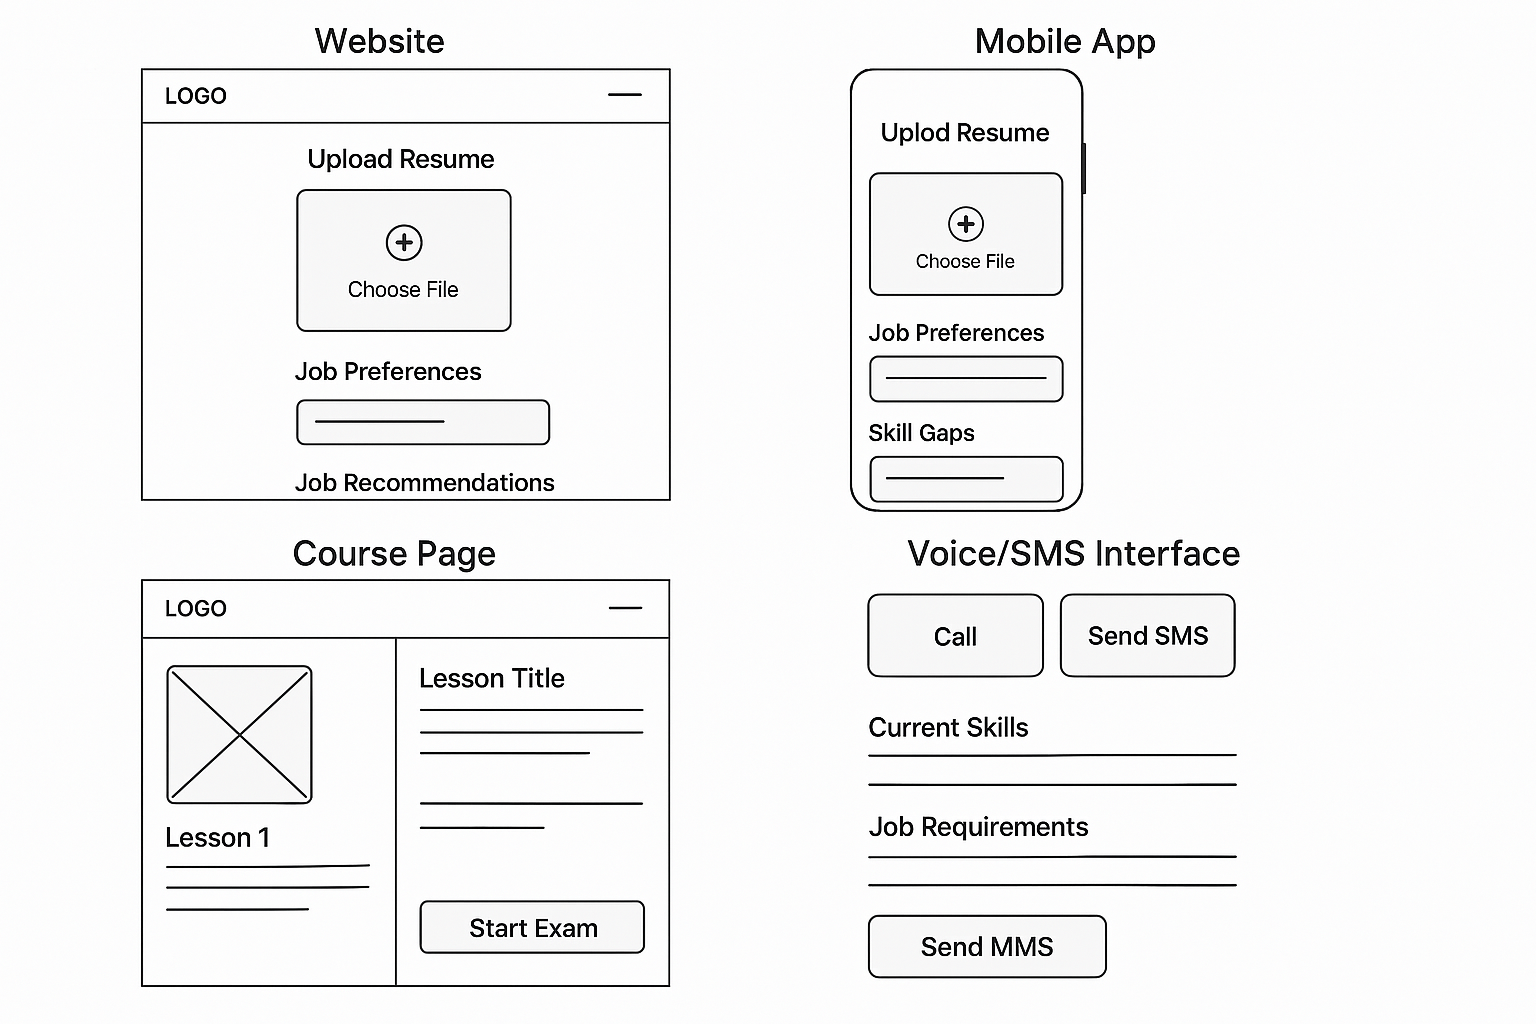 Website
LOGO
Upload Resume
Choose File
Job Preferences
Job Recommendations
Mobile App
Uplod Resume
Choose File
Job Preferences
Skill Gaps
Course Page
LOGO
Lesson 1
Lesson Title
Start Exam
Voice/SMS Interface
Call
Send SMS
Current Skills
Job Requirements
Send MMS